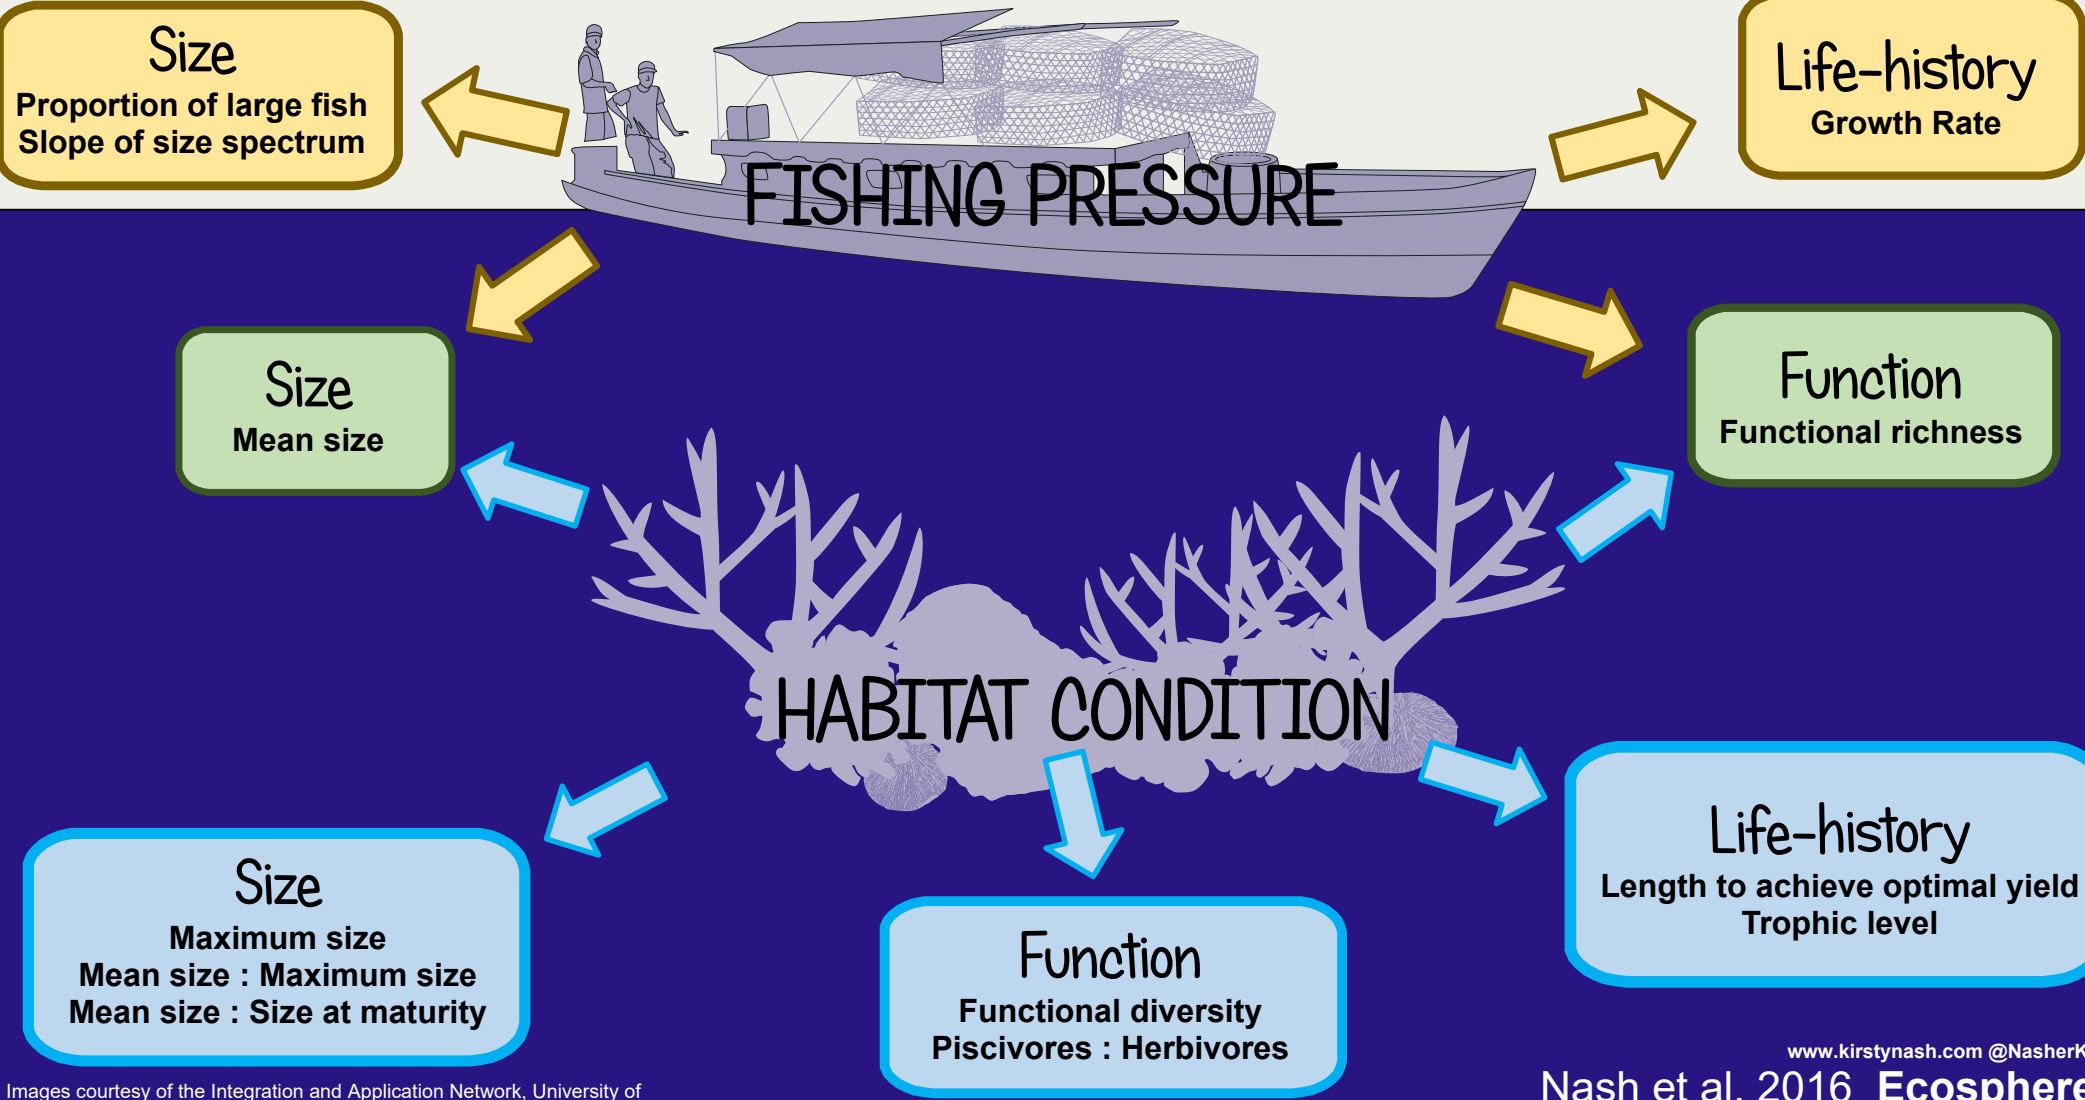 Size
Proportion of large fish
Slope of size spectrum
Life-history
Growth Rate
FISHING PRESSURE
Size
Mean size
Function
Functional richness
HABITAT CONDITION
Size
Maximum size
Mean size : Maximum size
Mean size : Size at maturity
Function
Functional diversity
Piscivores : Herbivores
Life-history
Length to achieve optimal yield
Trophic level
www.kirstynash.com @NasherK
Images courtesy of the Integration and Application Network, University of
Nash et al. 2016 Ecosphere